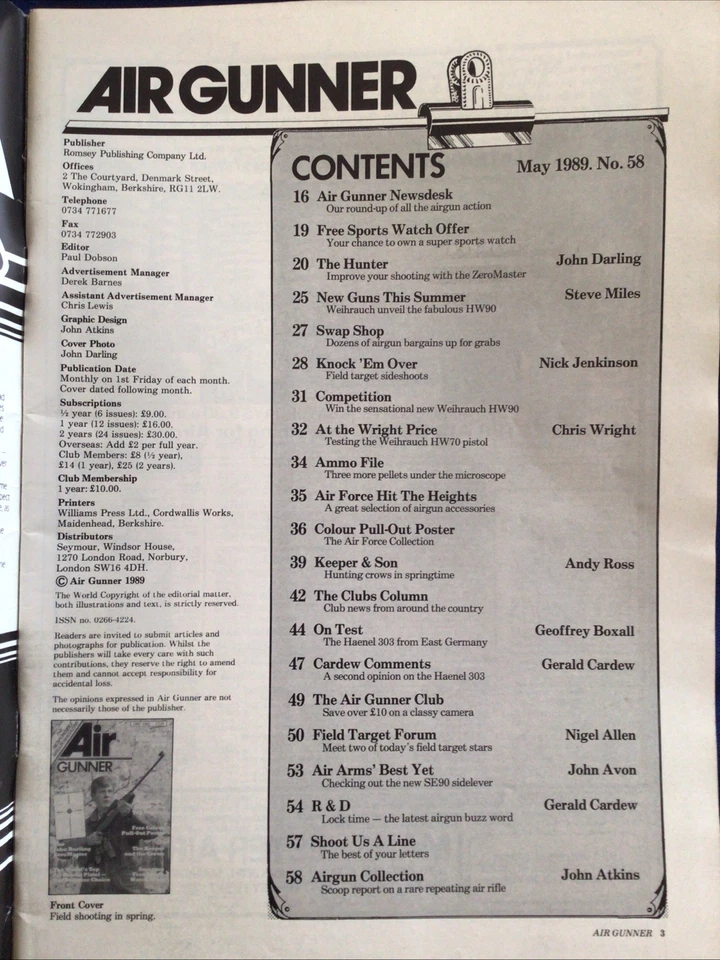 AIR GUNNER
Publisher
Romsey Publishing Company Ltd.
Offices
2 The Courtyard, Denmark Street,
Wokingham, Berkshire, RG11 2LW.
Telephone
0734 771677
Fax
0734 772903
Editor
Paul Dobson
Advertisement Manager
Derek Barnes
Assistant Advertisement Manager
Chris Lewis
Graphic Design
John Atkins
Cover Photo
John Darling
Publication Date
Monthly on 1st Friday of each month.
Cover dated following month.
Subscriptions
½ year (6 issues): £9.00.
1 year (12 issues): £16.00.
2 years (24 issues): £30.00.
Overseas: Add £2 per full year.
Club Members: £8 (½ year),
£14 (1 year), £25 (2 years).
Club Membership
1 year: £10.00.
Printers
Williams Press Ltd., Cordwallis Works,
Maidenhead, Berkshire.
Distributors
Seymour, Windsor House,
1270 London Road, Norbury,
London SW16 4DH.
© Air Gunner 1989
The World Copyright of the editorial matter,
both illustrations and text, is strictly reserved.
ISSN no. 0266-4224.
Readers are invited to submit articles and
photographs for publication. Whilst the
publishers will take every care with such
contributions, they reserve the right to amend
them and cannot accept responsibility for
accidental loss.
The opinions expressed in Air Gunner are not
necessarily those of the publisher.
Air
GUNNER
Front Cover
Field shooting in spring.
CONTENTS May 1989. No. 58
16 Air Gunner Newsdesk
Our round-up of all the airgun action
19 Free Sports Watch Offer
Your chance to own a super sports watch
20 The Hunter John Darling
Improve your shooting with the ZeroMaster
25 New Guns This Summer Steve Miles
Weihrauch unveil the fabulous HW90
27 Swap Shop
Dozens of airgun bargains up for grabs
28 Knock 'Em Over Nick Jenkinson
Field target sideshoots
31 Competition
Win the sensational new Weihrauch HW90
32 At the Wright Price Chris Wright
Testing the Weihrauch HW70 pistol
34 Ammo File
Three more pellets under the microscope
35 Air Force Hit The Heights
A great selection of airgun accessories
36 Colour Pull-Out Poster
The Air Force Collection
39 Keeper & Son Andy Ross
Hunting crows in springtime
42 The Clubs Column
Club news from around the country
44 On Test Geoffrey Boxall
The Haenel 303 from East Germany
47 Cardew Comments Gerald Cardew
A second opinion on the Haenel 303
49 The Air Gunner Club
Save over £10 on a classy camera
50 Field Target Forum Nigel Allen
Meet two of today's field target stars
53 Air Arms' Best Yet John Avon
Checking out the new SE90 sidelever
54 R & D Gerald Cardew
Lock time — the latest airgun buzz word
57 Shoot Us A Line
The best of your letters
58 Airgun Collection John Atkins
Scoop report on a rare repeating air rifle
AIR GUNNER 3